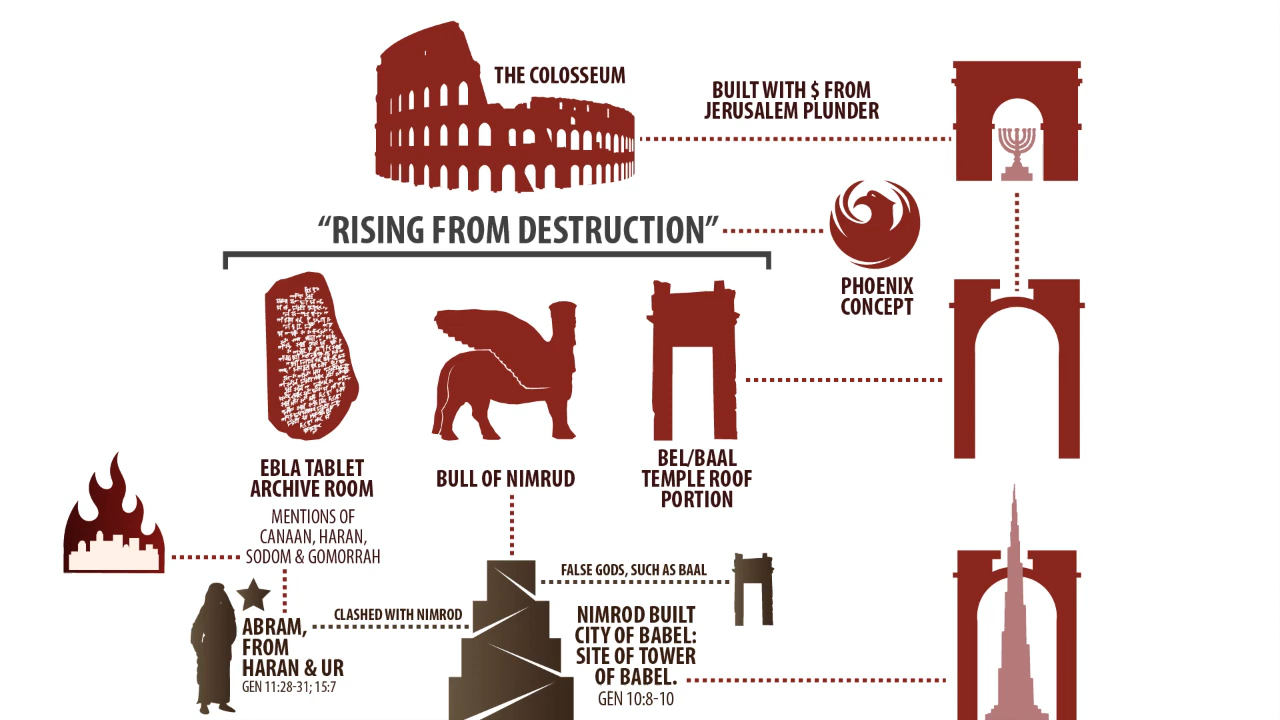 THE COLOSSEUM
BUILT WITH $ FROM
JERUSALEM PLUNDER
“RISING FROM DESTRUCTION”
PHOENIX
CONCEPT
EBLA TABLET
ARCHIVE ROOM
MENTIONS OF
CANAAN, HARAN,
SODOM & GOMORRAH
BULL OF NIMRUD
BEL/BAAL
TEMPLE ROOF
PORTION
FALSE GODS, SUCH AS BAAL
CLASHED WITH NIMROD
ABRAM,
FROM
HARAN & UR
GEN 11:28-31; 15:7
NIMROD BUILT
CITY OF BABEL:
SITE OF TOWER
OF BABEL.
GEN 10:8-10